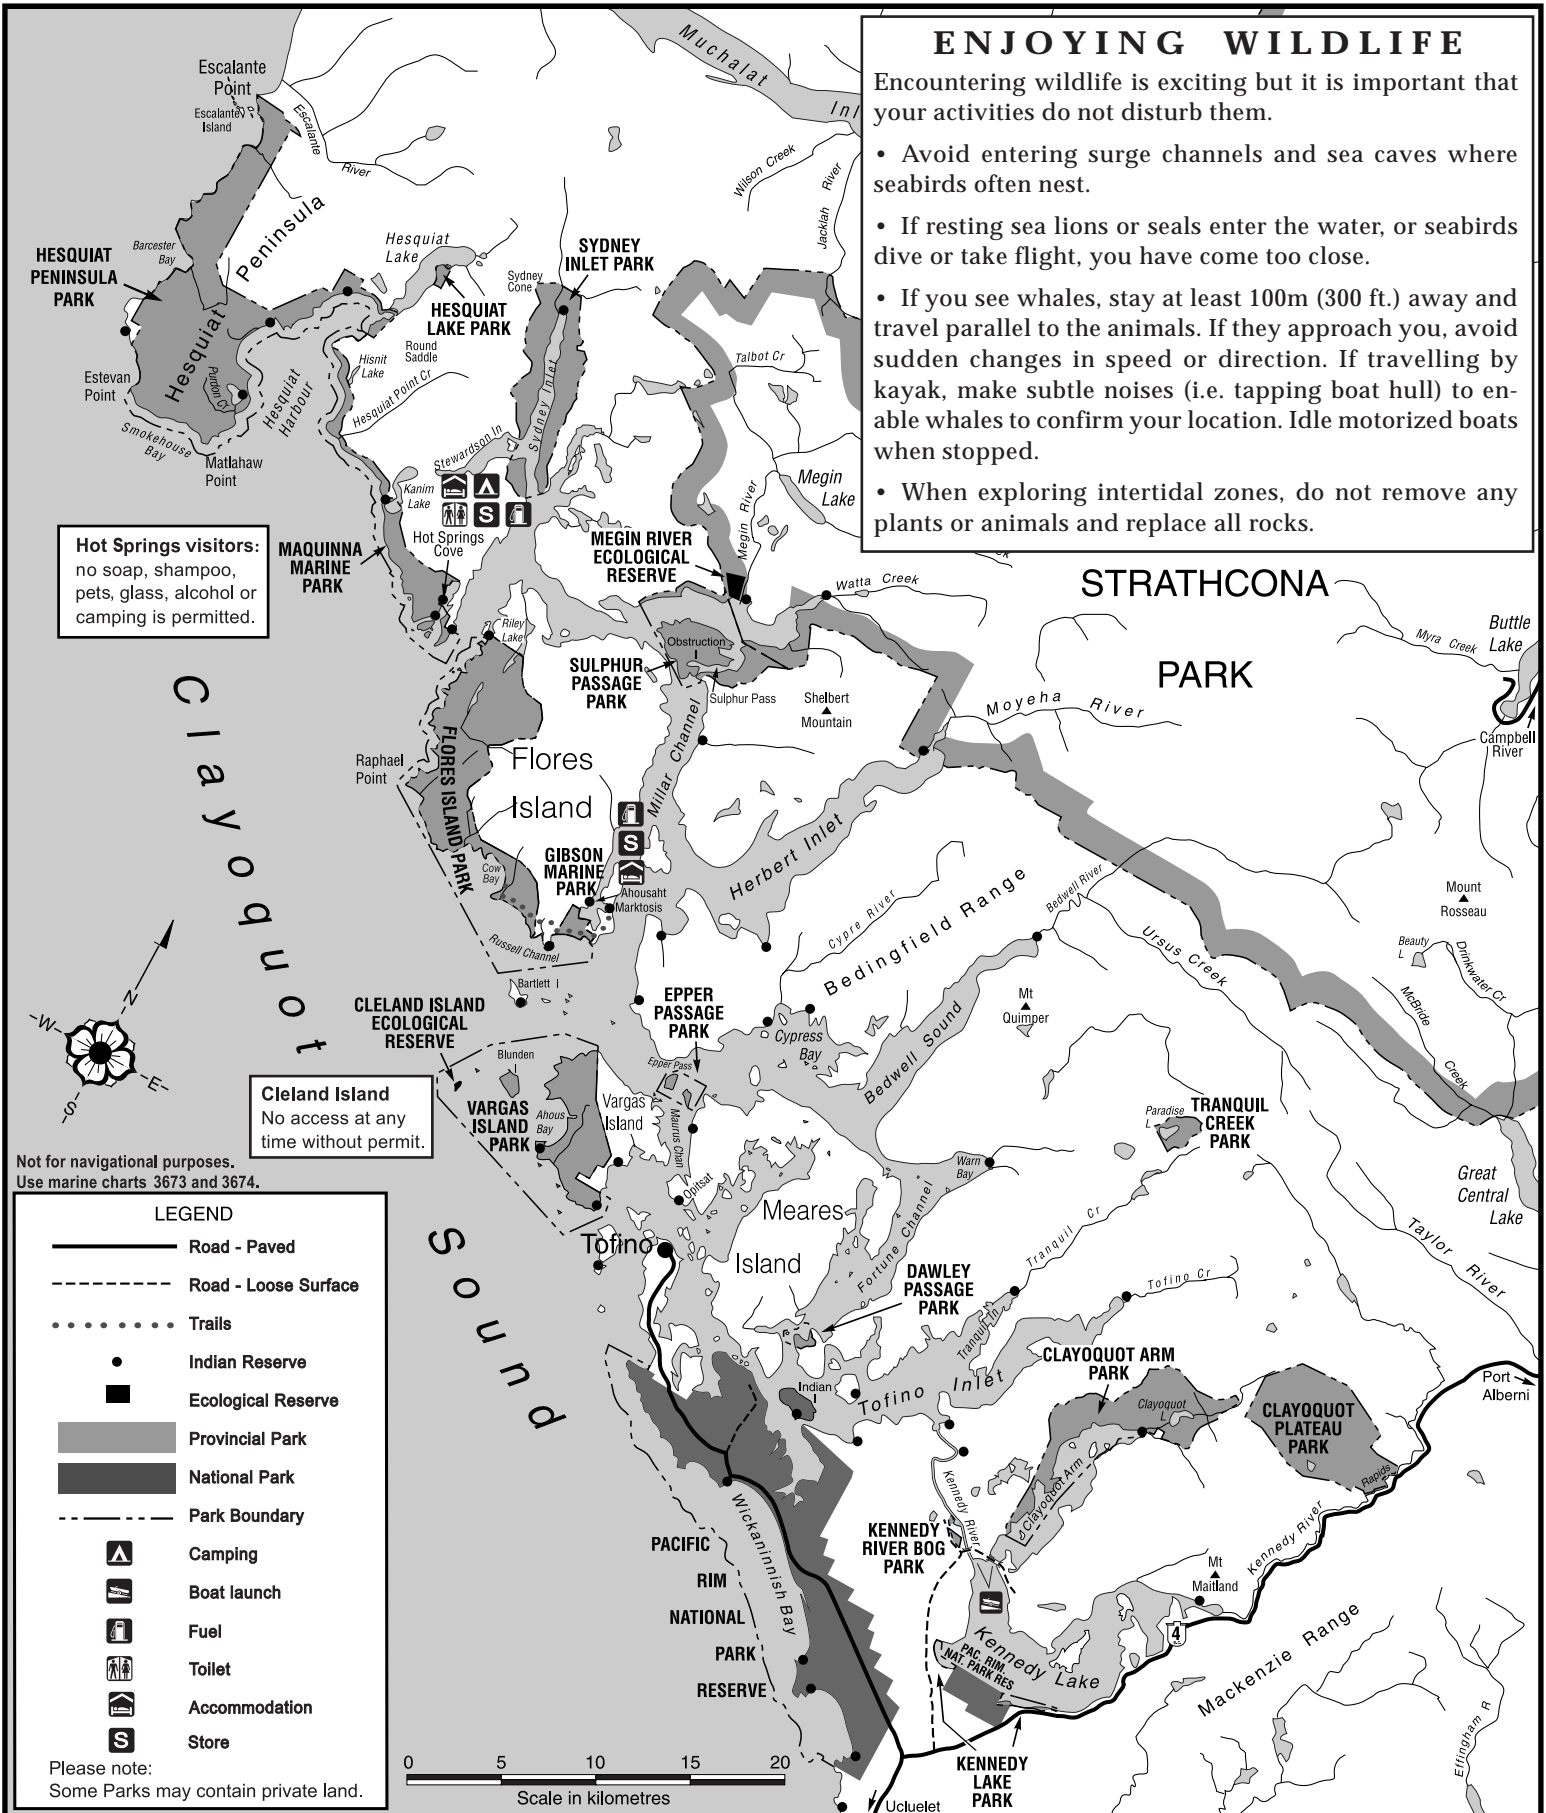 ENJOYING WILDLIFE
Encountering wildlife is exciting but it is important that
your activities do not disturb them.
• Avoid entering surge channels and sea caves where
seabirds often nest.
• If resting sea lions or seals enter the water, or seabirds
dive or take flight, you have come too close.
• If you see whales, stay at least 100m (300 ft.) away and
travel parallel to the animals. If they approach you, avoid
sudden changes in speed or direction. If travelling by
kayak, make subtle noises (i.e. tapping boat hull) to en-
able whales to confirm your location. Idle motorized boats
when stopped.
• When exploring intertidal zones, do not remove any
plants or animals and replace all rocks.
Muchalat
Escalante
Point
Escalante
Island
Escalante
River
Wilson Creek
Jacklah River
Hesquiat
Peninsula
Barcester
Bay
HESQUIAT
PENINSULA
PARK
Hesquiat
Lake
HESQUIAT
LAKE PARK
Sydney
Cone
SYDNEY
INLET PARK
Sydney Inlet
Round
Saddle
Hisnit
Lake
Hesquiat Point Cr
Hesquiat
Harbour
Purdon Cr
Estevan
Point
Smokehouse
Bay
Matlahaw
Point
Talbot Cr
Stewardson In
Kanim
Lake
S
Hot Springs
Cove
Megin
Lake
Megin River
MEGIN RIVER
ECOLOGICAL
RESERVE
Hot Springs visitors:
no soap, shampoo,
pets, glass, alcohol or
camping is permitted.
MAQUINNA
MARINE
PARK
Watta Creek
STRATHCONA
PARK
Myra Creek
Buttle
Lake
Campbell
River
Riley
Lake
Obstruction
I
SULPHUR
PASSAGE
PARK
Sulphur Pass
Shelbert
Mountain
Moyeha River
Clayoquot
Sound
Raphael
Point
FLORES ISLAND PARK
Flores
Island
Millar Channel
S
Herbert Inlet
GIBSON
MARINE
PARK
Cow
Bay
Ahousaht
Marktosis
Russell Channel
Bartlett I
Cypre River
Bedingfield Range
Bedwell River
Ursus Creek
Mount
Rosseau
Beauty
L
Drinkwater Cr
McBride
Creek
N
W
E
S
CLELAND ISLAND
ECOLOGICAL
RESERVE
EPPER
PASSAGE
PARK
Epper Pass
Cypress
Bay
Bedwell Sound
Mt
Quimper
Blunden
Cleland Island
No access at any
time without permit.
VARGAS
ISLAND
PARK
Ahous
Bay
Vargas
Island
Maurus Chan
Opitsat
Paradise
L
TRANQUIL
CREEK
PARK
Warn
Bay
Great
Central
Lake
Taylor River
Meares
Island
Fortune Channel
Tofino
DAWLEY
PASSAGE
PARK
Tranquil Cr
Tranquil In
Tofino Cr
Tofino Inlet
Indian
I
CLAYOQUOT ARM
PARK
Clayoquot
L
Clayoquot Arm
CLAYOQUOT
PLATEAU
PARK
Port
Alberni
Rapids
Kennedy River
Kennedy River
KENNEDY
RIVER BOG
PARK
Wickaninnish Bay
PACIFIC
RIM
NATIONAL
PARK
RESERVE
Mt
Maitland
4
Kennedy Lake
PAC. RIM.
NAT. PARK RES
KENNEDY
LAKE
PARK
Mackenzie Range
Effingham R
Ucluelet
Not for navigational purposes.
Use marine charts 3673 and 3674.
LEGEND
Road - Paved
Road - Loose Surface
Trails
Indian Reserve
Ecological Reserve
Provincial Park
National Park
Park Boundary
Camping
Boat launch
Fuel
Toilet
Accommodation
S Store
Please note:
Some Parks may contain private land.
0 5 10 15 20
Scale in kilometres